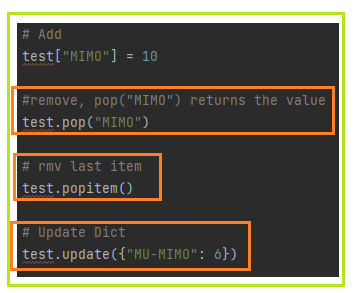 # Add
test["MIMO"] = 10
#remove, pop("MIMO") returns the value
test.pop("MIMO")
# rmv last item
test.popitem()
# Update Dict
test.update({"MU-MIMO": 6})